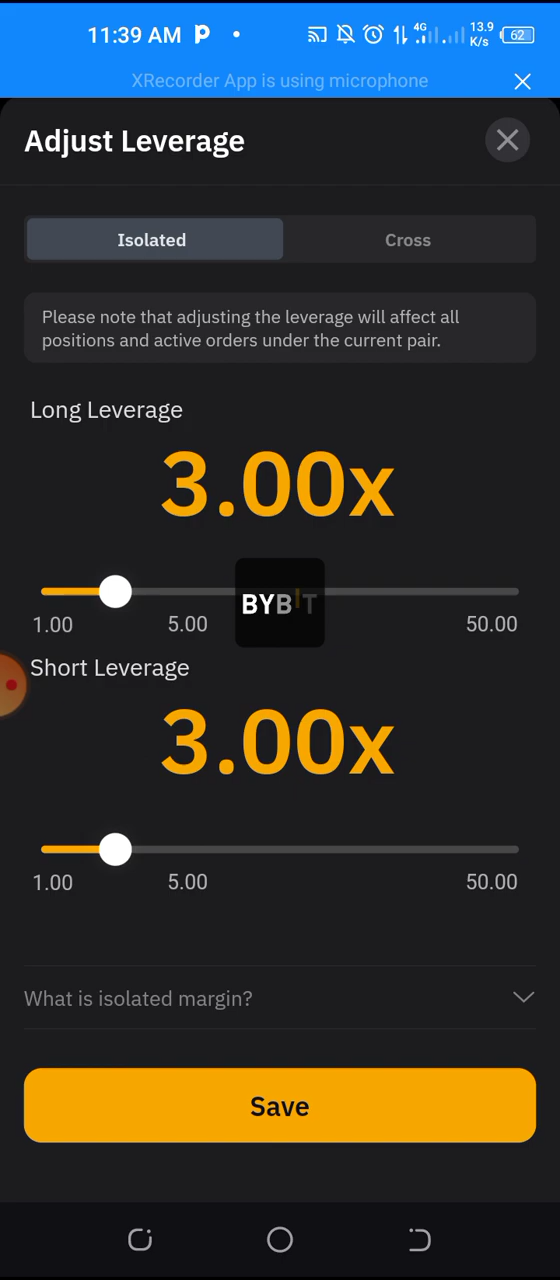 11:39 AM P • 4G 13.9 K/s 62
XRecorder App is using microphone
Adjust Leverage
Isolated Cross
Please note that adjusting the leverage will affect all
positions and active orders under the current pair.
Long Leverage
3.00x
BYBIT
1.00 5.00 50.00
Short Leverage
3.00x
1.00 5.00 50.00
What is isolated margin?
Save